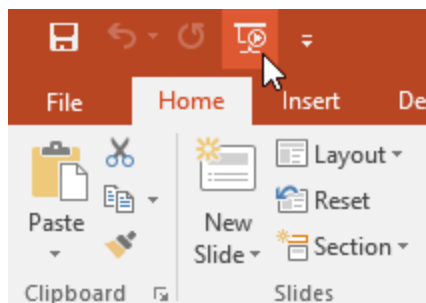 File Home Insert De
Paste
New
Slide
Layout
Reset
Section
Clipboard
Slides